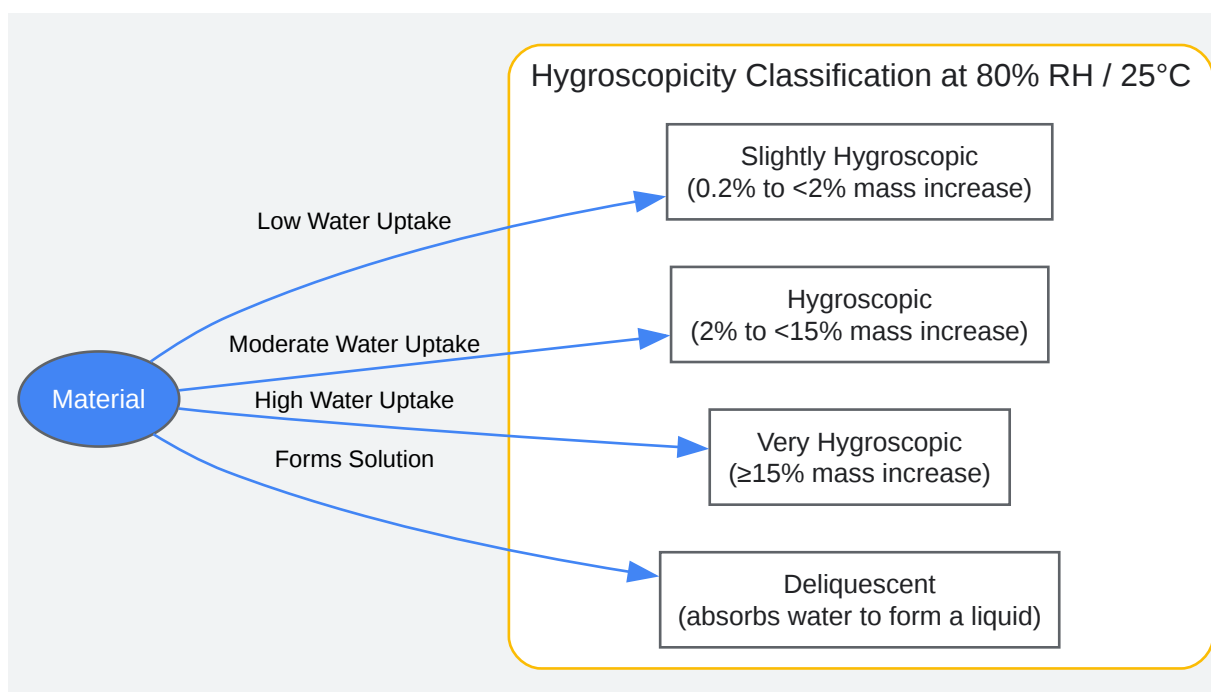 Hygroscopicity Classification at 80% RH / 25°C
Slightly Hygroscopic
(0.2% to <2% mass increase)
Low Water Uptake
Hygroscopic
(2% to <15% mass increase)
Moderate Water Uptake
Material
High Water Uptake
Very Hygroscopic
(≥15% mass increase)
Forms Solution
Deliquescent
(absorbs water to form a liquid)